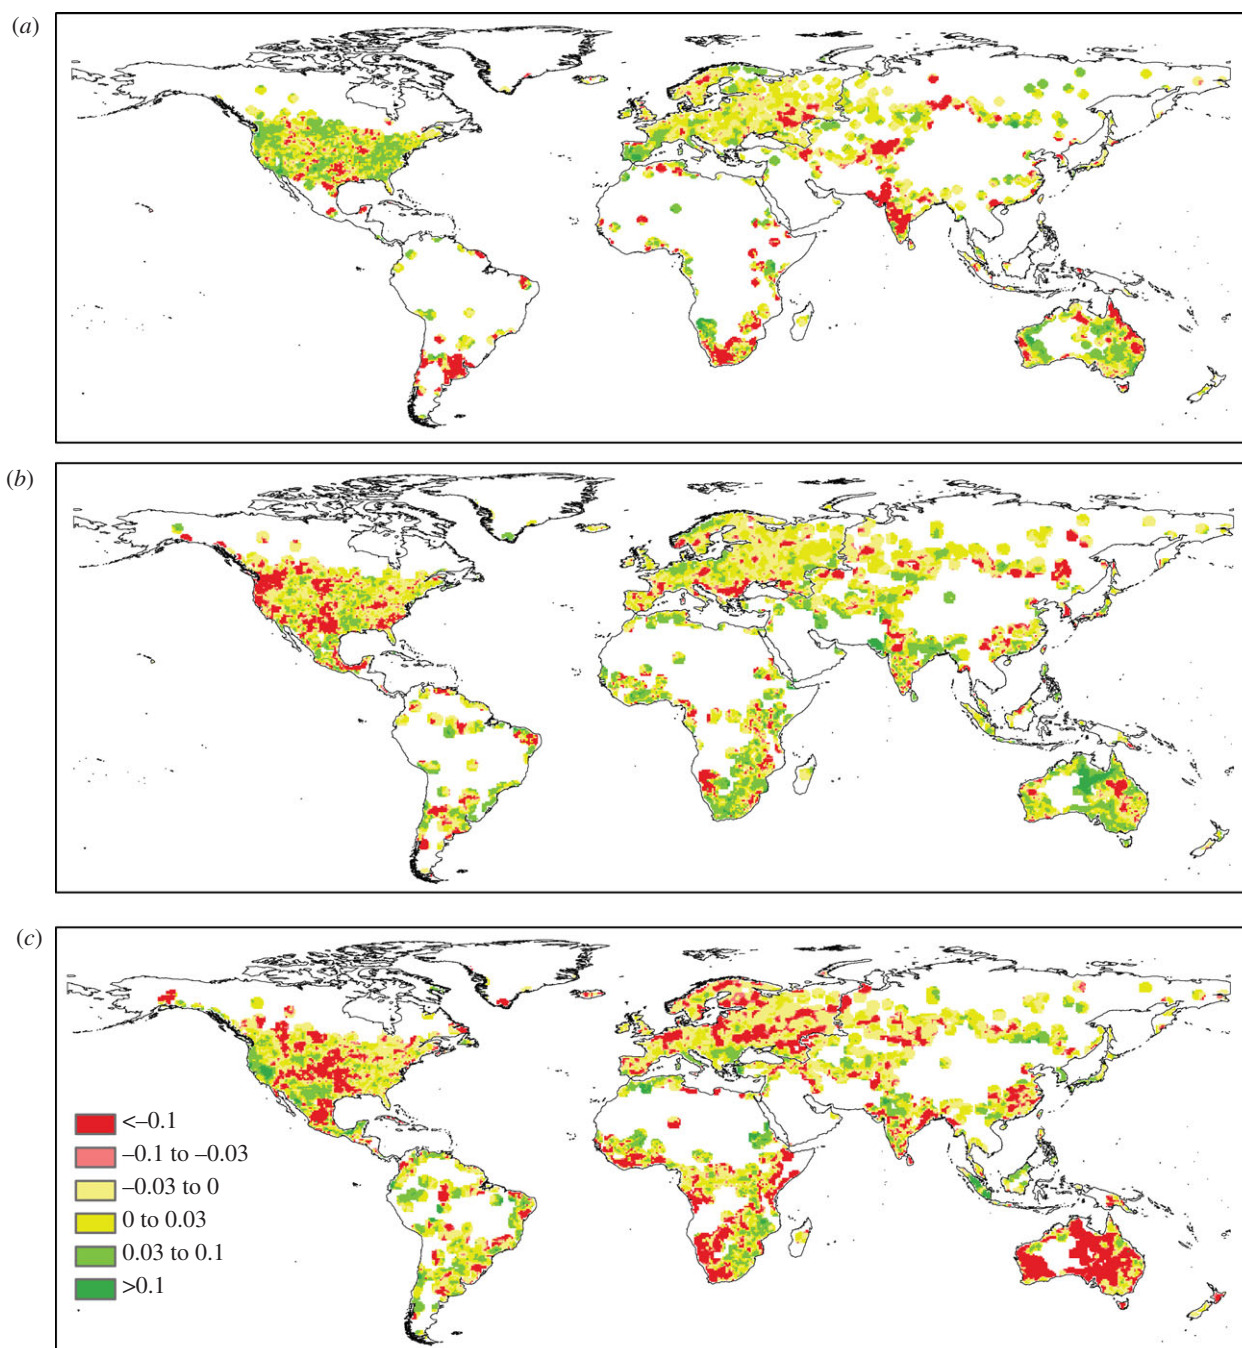 (a)
(b)
(c)
<–0.1
–0.1 to –0.03
–0.03 to 0
0 to 0.03
0.03 to 0.1
>0.1